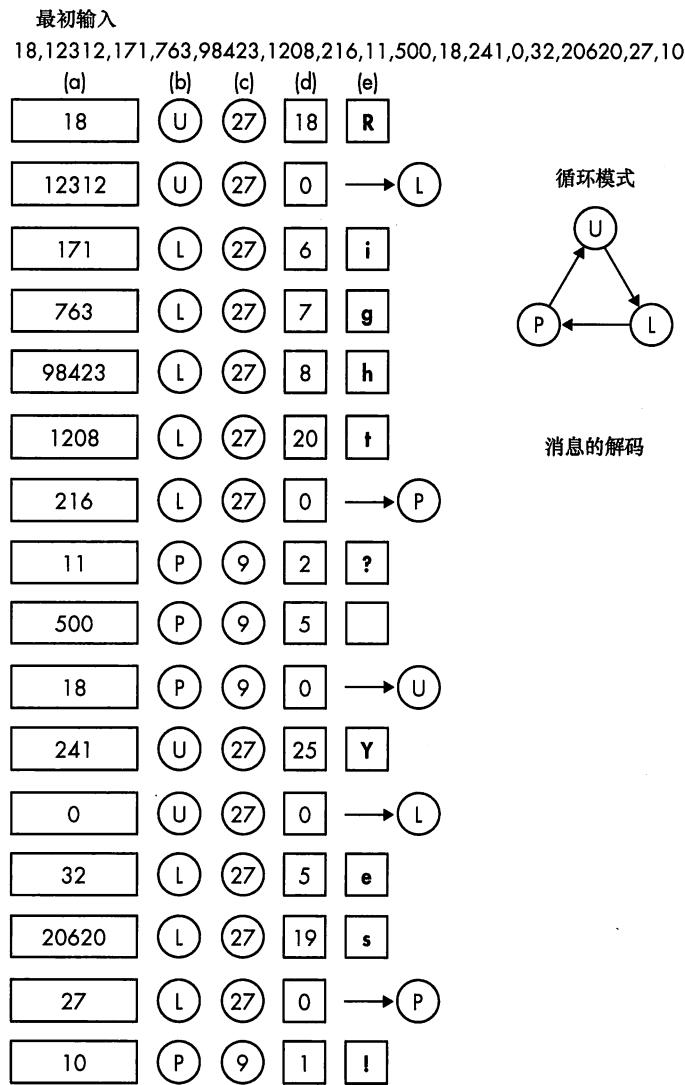 最初输入
18,12312,171,763,98423,1208,216,11,500,18,241,0,32,20620,27,10
(a) (b) (c) (d) (e)
18 U 27 18 R
12312 U 27 0 L
循环模式
U
171 L 27 6 i
763 L 27 7 g
P L
98423 L 27 8 h
1208 L 27 20 t
消息的解码
216 L 27 0 P
11 P 9 2 ?
500 P 9 5
18 P 9 0 U
241 U 27 25 Y
0 U 27 0 L
32 L 27 5 e
20620 L 27 19 s
27 L 27 0 P
10 P 9 1 !